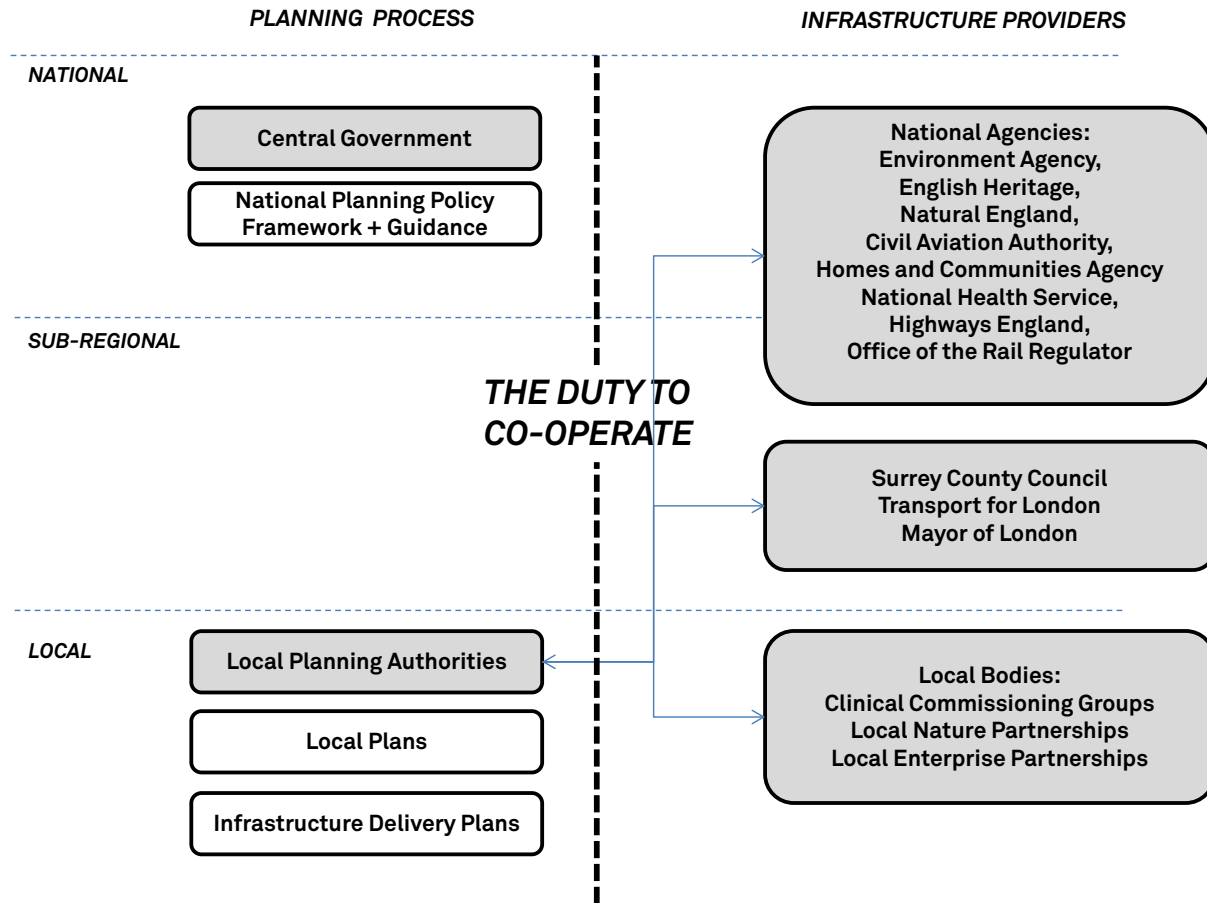 PLANNING PROCESS
INFRASTRUCTURE PROVIDERS
NATIONAL
Central Government
National Planning Policy
Framework + Guidance
National Agencies:
Environment Agency,
English Heritage,
Natural England,
Civil Aviation Authority,
Homes and Communities Agency
National Health Service,
Highways England,
Office of the Rail Regulator
SUB-REGIONAL
THE DUTY TO
CO-OPERATE
Surrey County Council
Transport for London
Mayor of London
LOCAL
Local Planning Authorities
Local Plans
Infrastructure Delivery Plans
Local Bodies:
Clinical Commissioning Groups
Local Nature Partnerships
Local Enterprise Partnerships